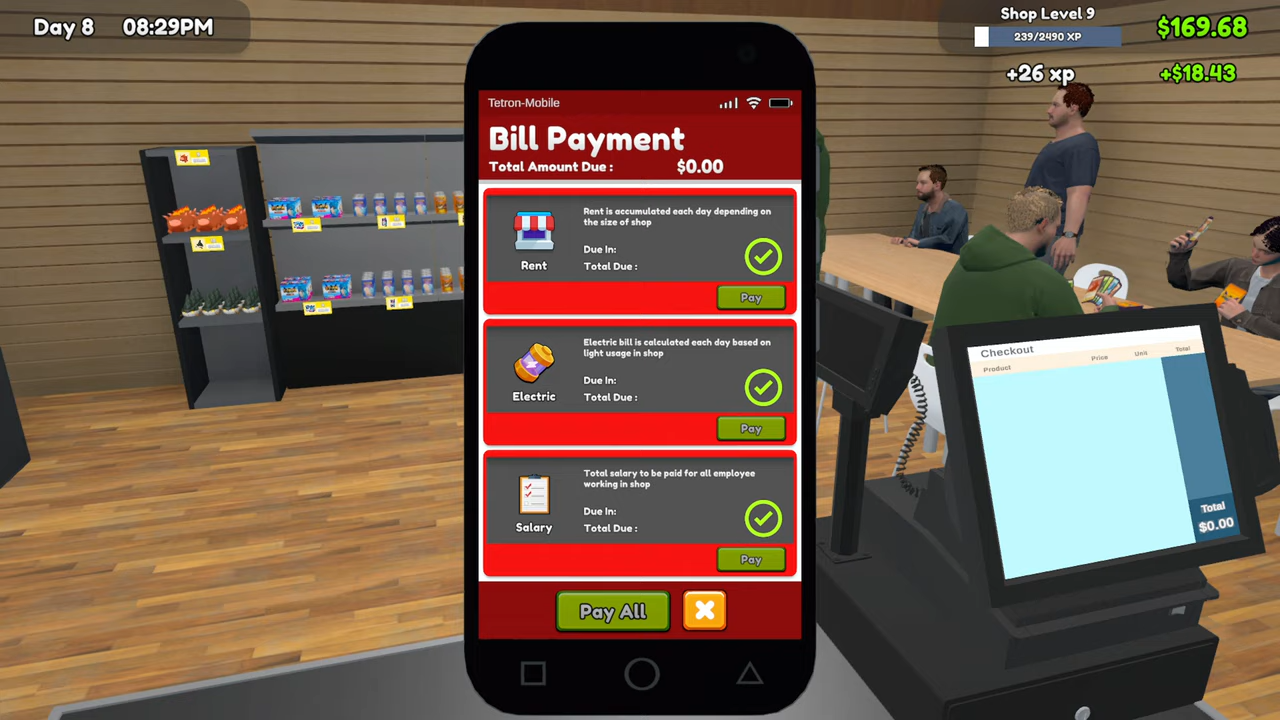 Day 8 08:29PM
Shop Level 9
239/2490 XP
$169.68
+26 xp
+$18.43
Tetron-Mobile
Bill Payment
Total Amount Due : $0.00
Rent is accumulated each day depending on
the size of shop
Due In:
Total Due :
Rent
Pay
Electric bill is calculated each day based on
light usage in shop
Due In:
Total Due :
Electric
Pay
Total salary to be paid for all employee
working in shop
Due In:
Total Due :
Salary
Pay
Pay All
Checkout
Product Price Unit Total
Total
$0.00